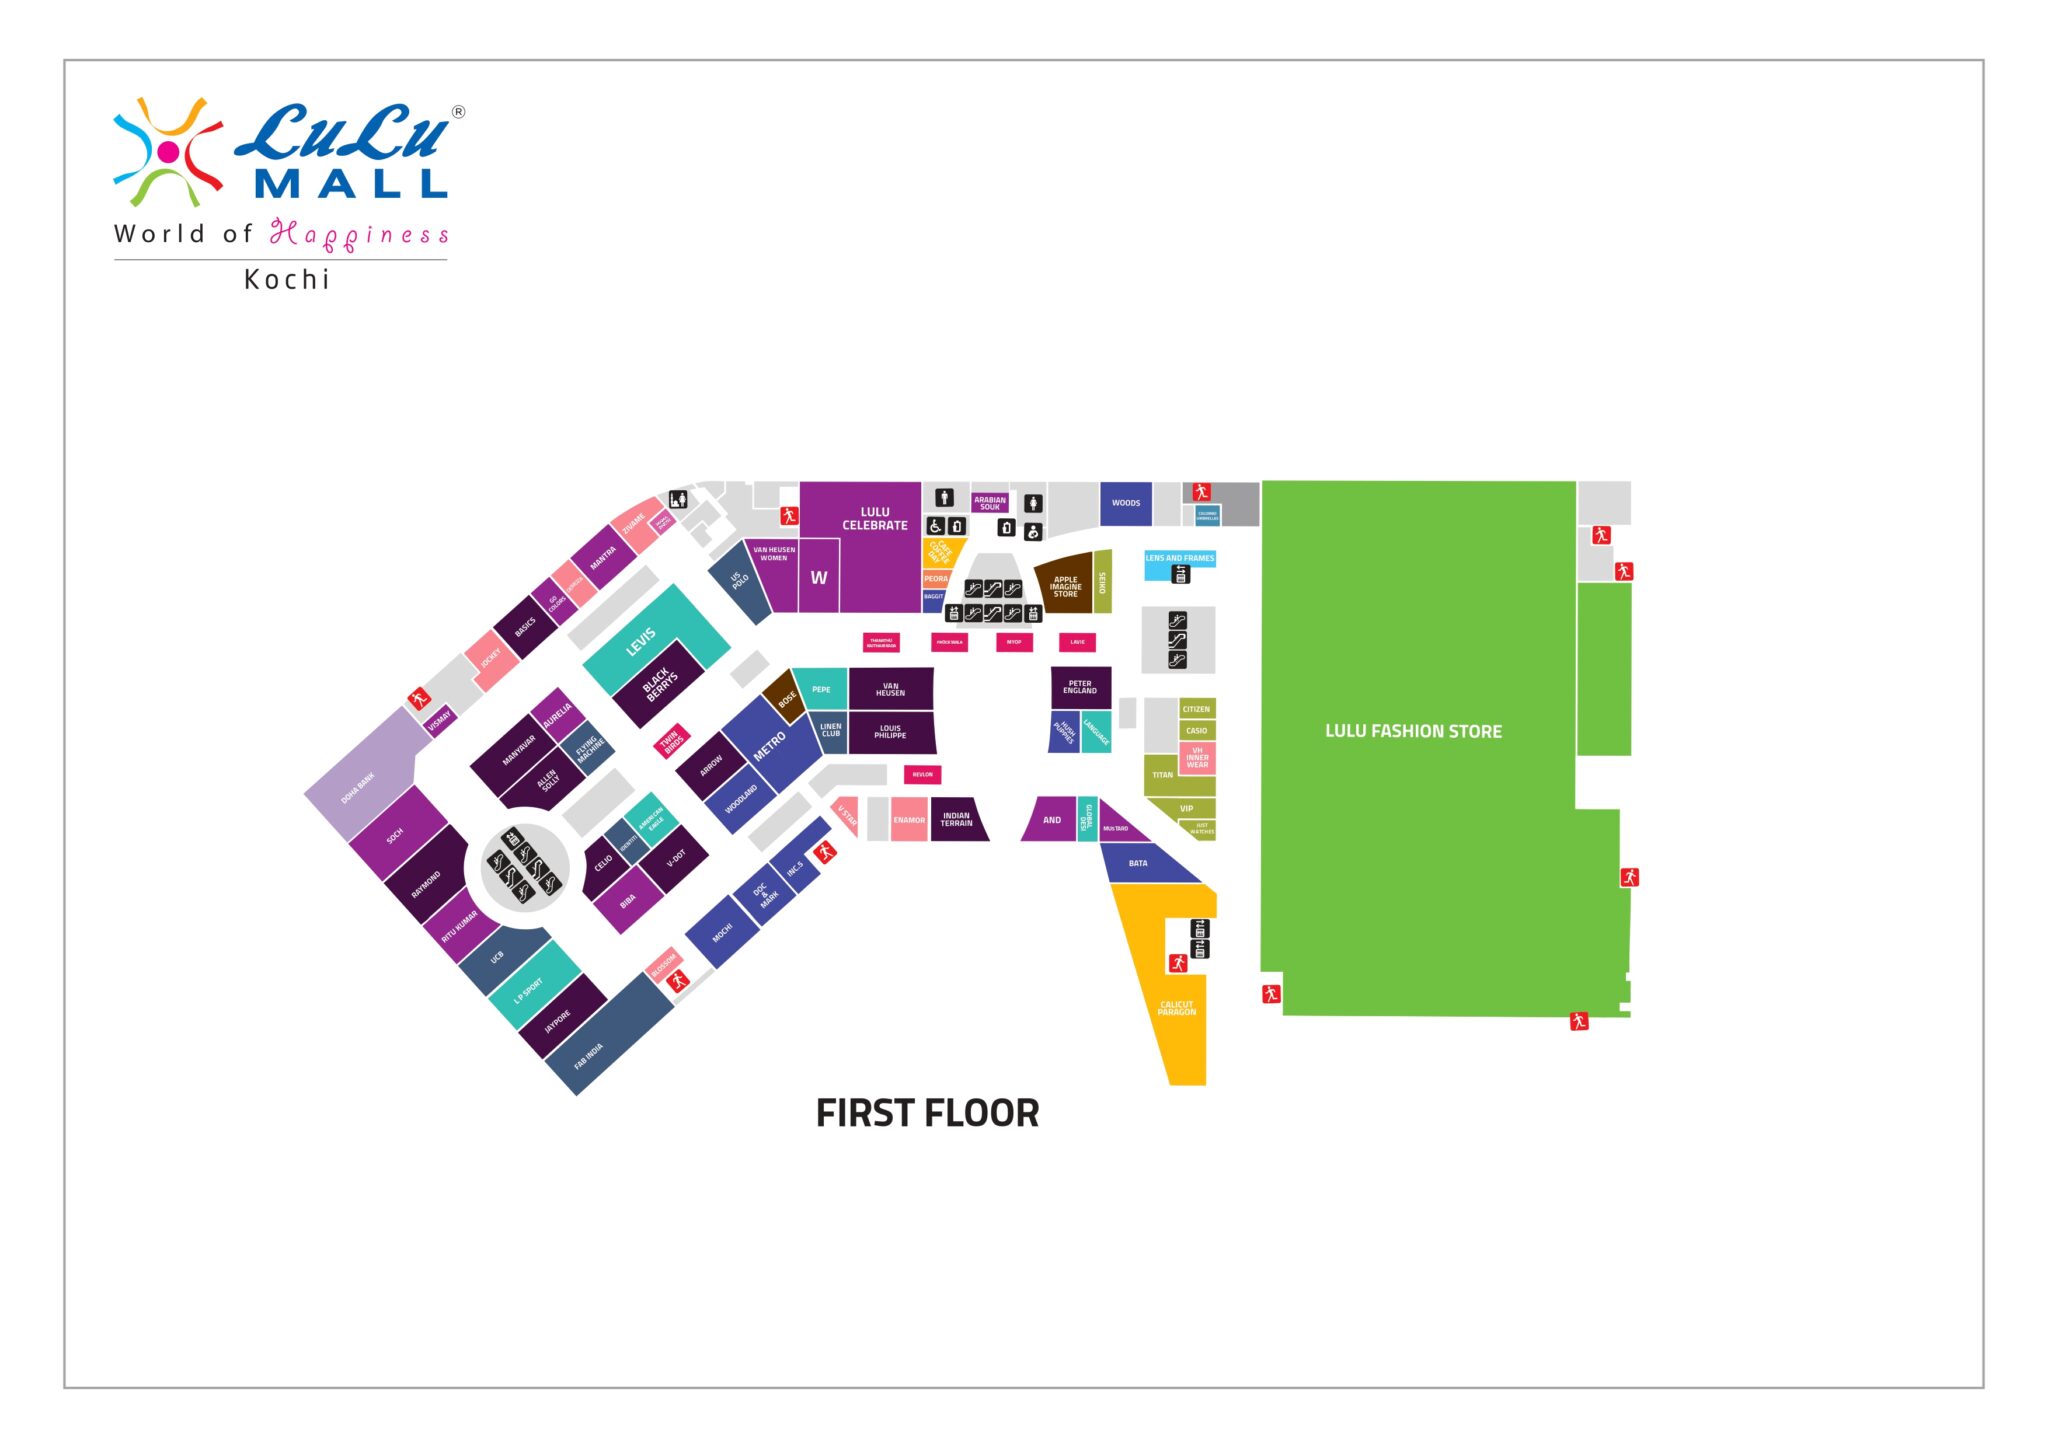 LuLu ®
MALL
World of Happiness
Kochi
LULU
CELEBRATE
ARABIAN
SOUK
WOODS
COLUMBO
UMBRELLAS
ZIVAME
MANTRA
GO
COLORS
BASICS
JOCKEY
VISMAY
DOHA BANK
US
POLO
VAN HEUSEN
WOMEN
W
CAFE
COFFEE
DAY
PEORA
BAGGIT
APPLE
IMAGINE
STORE
SEIKO
LENS AND FRAMES
LEVIS
BLACK
BERRYS
THANATHU
KAITHARI KADA
FROCK WALA
MYOP
LAVIE
PEPE
VAN
HEUSEN
BOSE
LINEN
CLUB
LOUIS
PHILIPPE
METRO
ARROW
WOODLAND
TWIN
BIRDS
AURELIA
MANYAVAR
FLYING
MACHINE
ALLEN
SOLLY
PETER
ENGLAND
HUSH
PUPPIES
LANGUAGE
CITIZEN
CASIO
VH
INNER
WEAR
TITAN
VIP
JUST
WATCHES
LULU FASHION STORE
REVLON
V STAR
ENAMOR
INDIAN
TERRAIN
AND
GLOBAL
DESI
MUSTARD
BATA
AMERICAN
EAGLE
IDENTITI
CELIO
V-DOT
BIBA
SOCH
RAYMOND
RITU KUMAR
UCB
L P SPORT
JAYPORE
FAB INDIA
BLOSSOM
MOCHI
DOC
&
MARK
INC.5
CALICUT
PARAGON
FIRST FLOOR